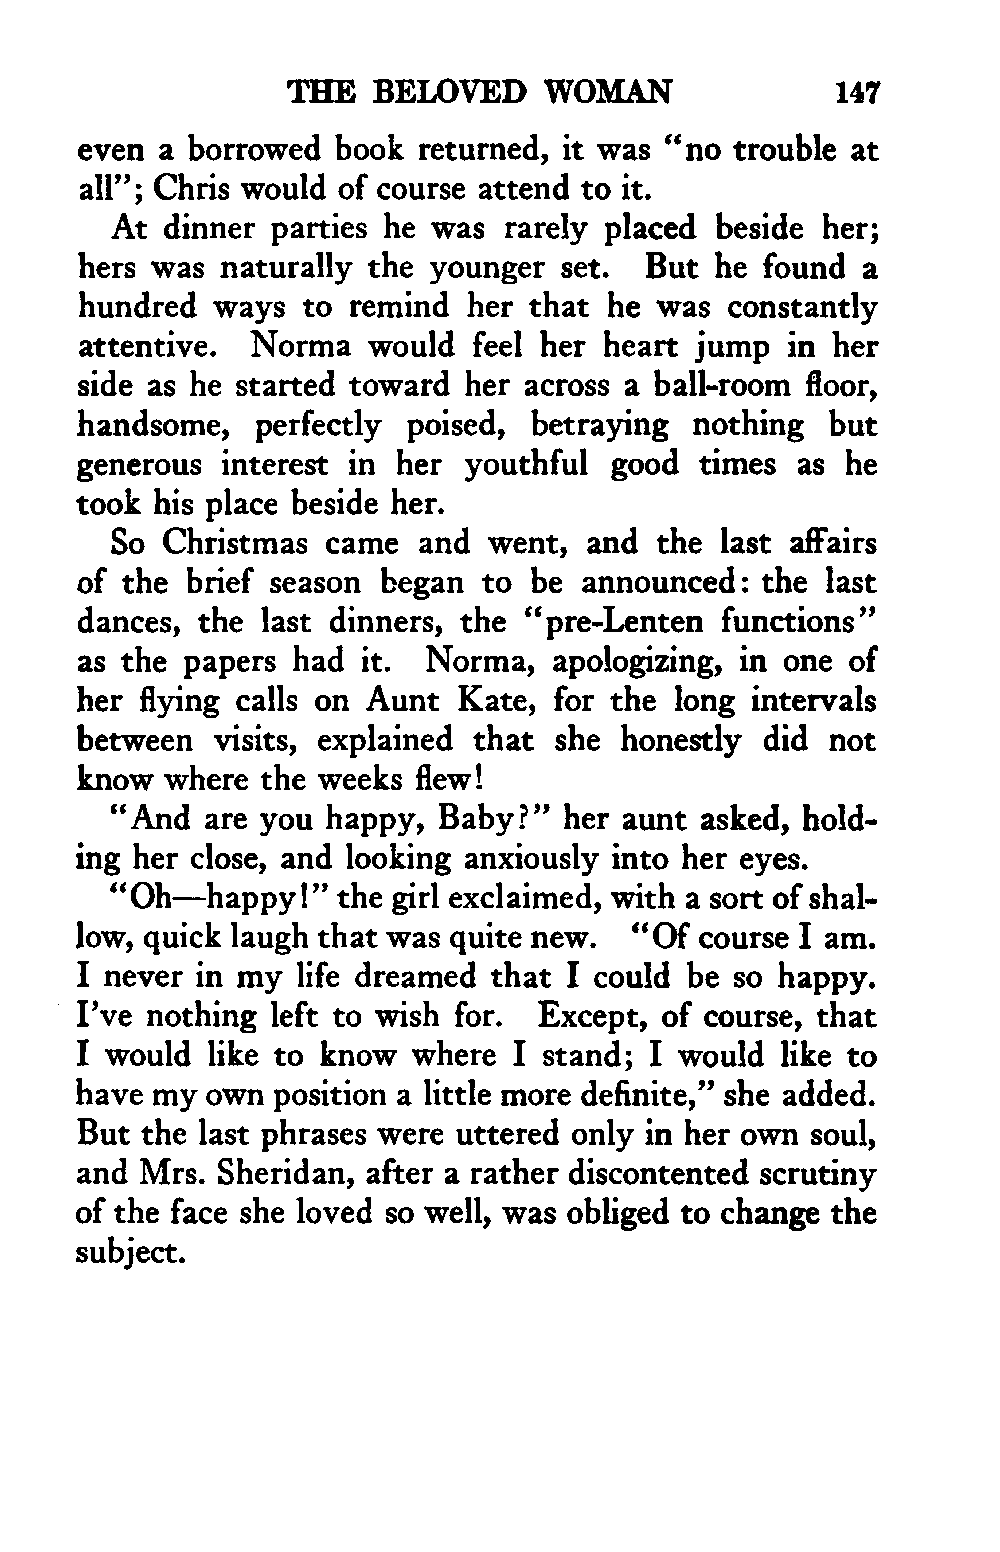 THE BELOVED WOMAN 147
even a borrowed book returned, it was “no trouble at
all”; Chris would of course attend to it.
At dinner parties he was rarely placed beside her;
hers was naturally the younger set. But he found a
hundred ways to remind her that he was constantly
attentive. Norma would feel her heart jump in her
side as he started toward her across a ball-room floor,
handsome, perfectly poised, betraying nothing but
generous interest in her youthful good times as he
took his place beside her.
So Christmas came and went, and the last affairs
of the brief season began to be announced: the last
dances, the last dinners, the “pre-Lenten functions”
as the papers had it. Norma, apologizing, in one of
her flying calls on Aunt Kate, for the long intervals
between visits, explained that she honestly did not
know where the weeks flew!
“And are you happy, Baby?” her aunt asked, hold-
ing her close, and looking anxiously into her eyes.
“Oh—happy!” the girl exclaimed, with a sort of shal-
low, quick laugh that was quite new. “Of course I am.
I never in my life dreamed that I could be so happy.
I’ve nothing left to wish for. Except, of course, that
I would like to know where I stand; I would like to
have my own position a little more definite,” she added.
But the last phrases were uttered only in her own soul,
and Mrs. Sheridan, after a rather discontented scrutiny
of the face she loved so well, was obliged to change the
subject.